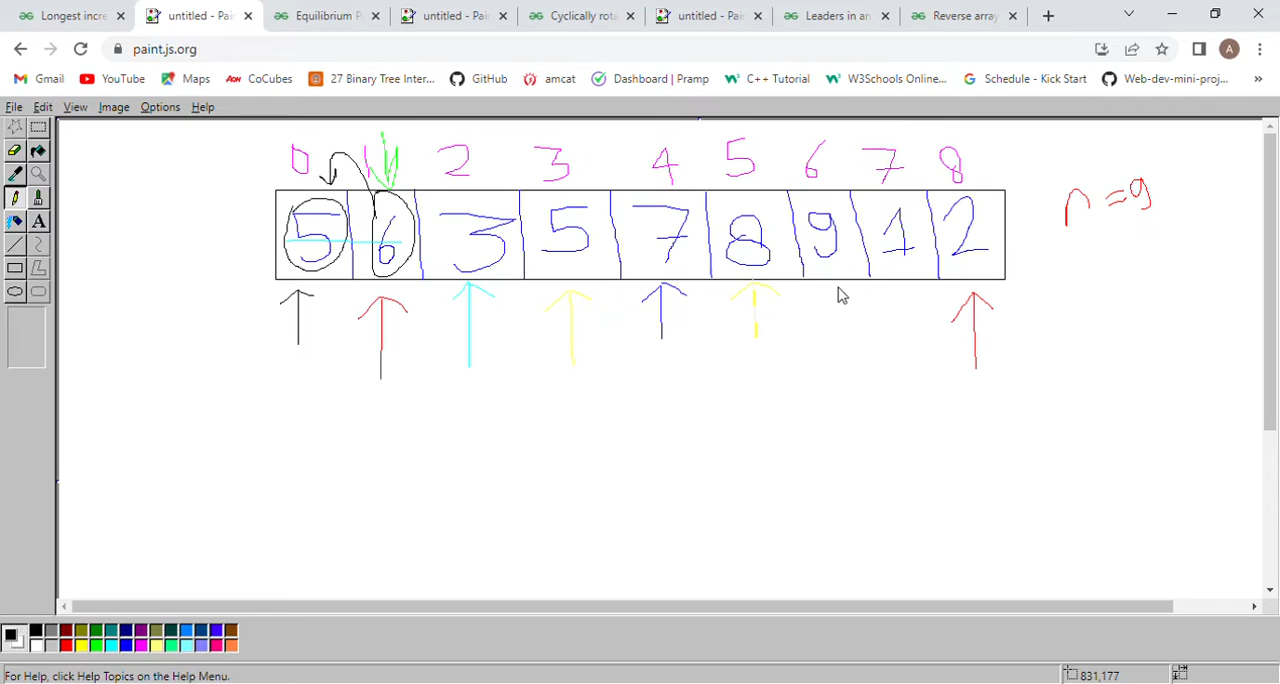 Longest incre
untitled - Pai
Equilibrium P
untitled - Pai
Cyclically rota
untitled - Pai
Leaders in an
Reverse array
paint.js.org
A
Gmail
YouTube
Maps
AON
CoCubes
27 Binary Tree Inter...
GitHub
amcat
Dashboard | Pramp
C++ Tutorial
W3Schools Online...
G
Schedule - Kick Start
Web-dev-mini-proj...
»
File Edit View Image Options Help
0 1 2 3 4 5 6 7 8
5 6 3 5 7 8 9 1 2
n=9
A
For Help, click Help Topics on the Help Menu.
831,177